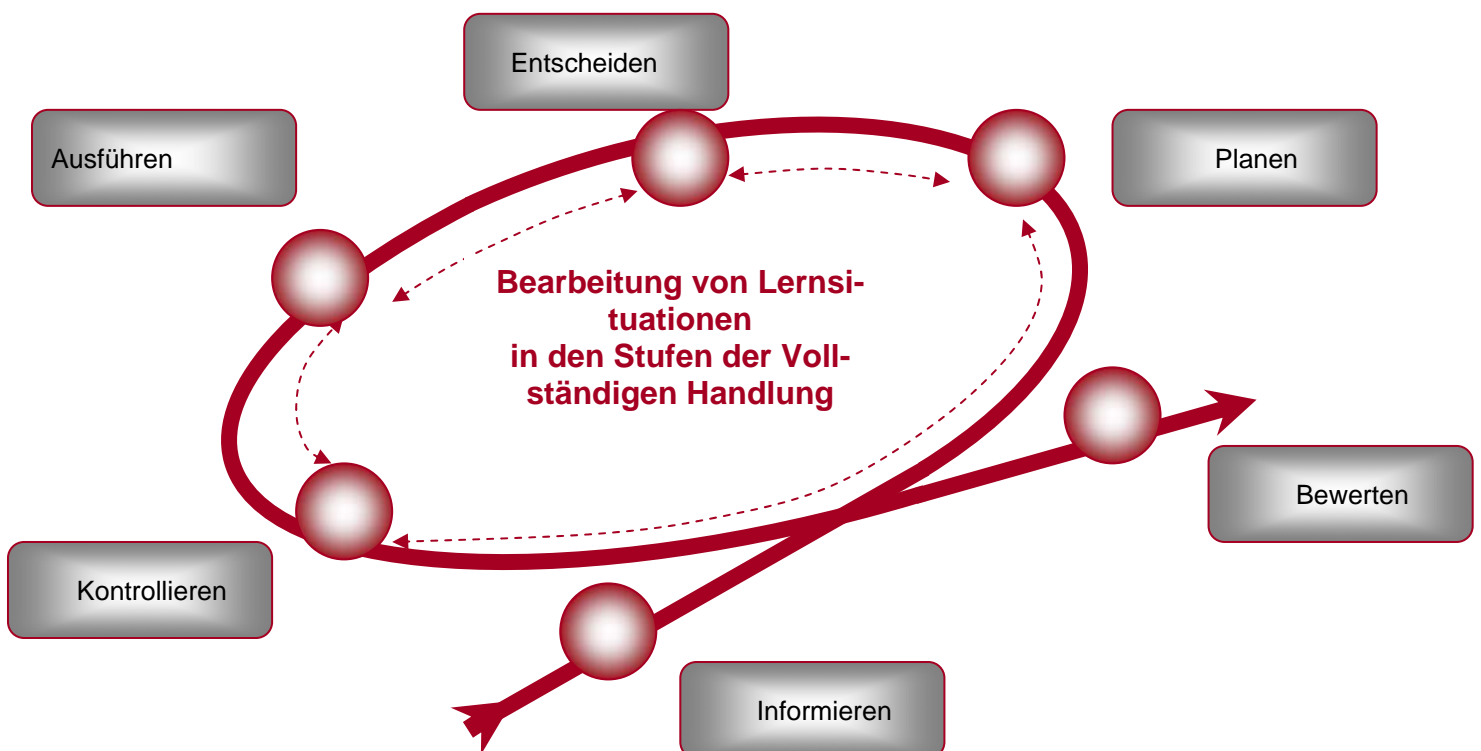 Entscheiden
Ausführen
Planen
Bearbeitung von Lernsi-
tuationen
in den Stufen der Voll-
ständigen Handlung
Bewerten
Kontrollieren
Informieren